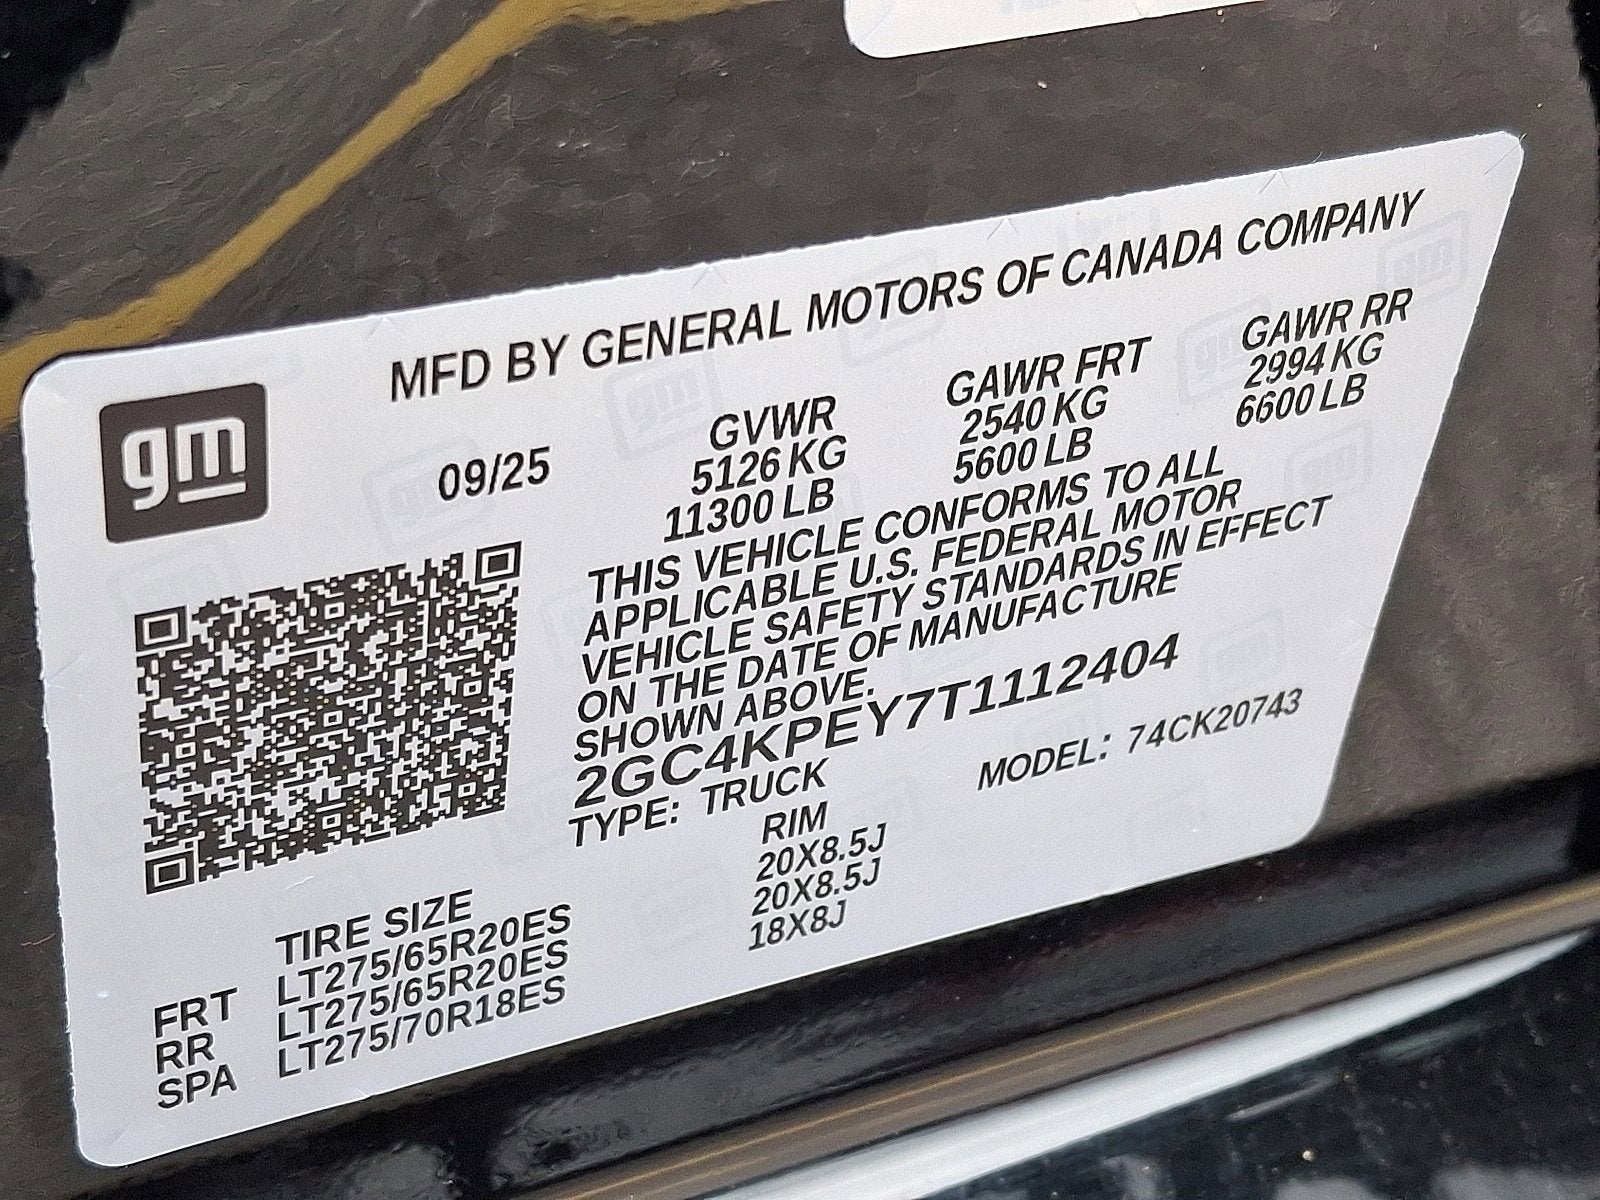 MFD BY GENERAL MOTORS OF CANADA COMPANY
gm
09/25
GVWR
5126 KG
11300 LB
GAWR FRT
2540 KG
5600 LB
GAWR RR
2994 KG
6600 LB
THIS VEHICLE CONFORMS TO ALL
APPLICABLE U.S. FEDERAL MOTOR
VEHICLE SAFETY STANDARDS IN EFFECT
ON THE DATE OF MANUFACTURE
SHOWN ABOVE.
2GC4KPEY7T1112404
TYPE: TRUCK MODEL: 74CK20743
TIRE SIZE RIM
FRT LT275/65R20ES 20X8.5J
RR LT275/65R20ES 20X8.5J
SPA LT275/70R18ES 18X8J